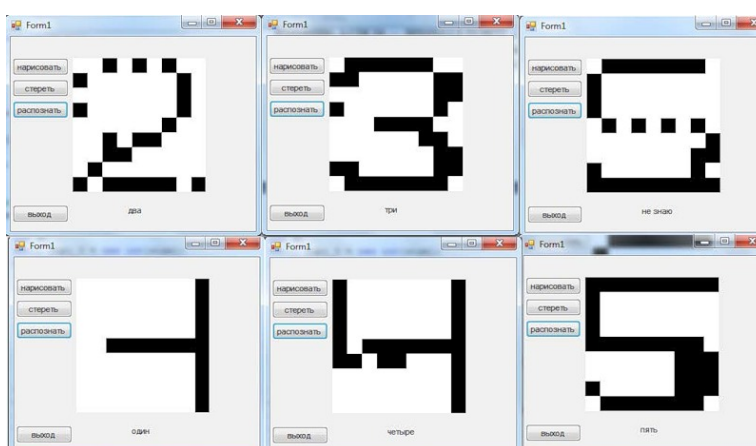 Form1
нарисовать
стереть
распознать
выход
два
Form1
нарисовать
стереть
распознать
выход
три
Form1
нарисовать
стереть
распознать
выход
не знаю
Form1
нарисовать
стереть
распознать
выход
один
Form1
нарисовать
стереть
распознать
выход
четыре
Form1
нарисовать
стереть
распознать
выход
пять